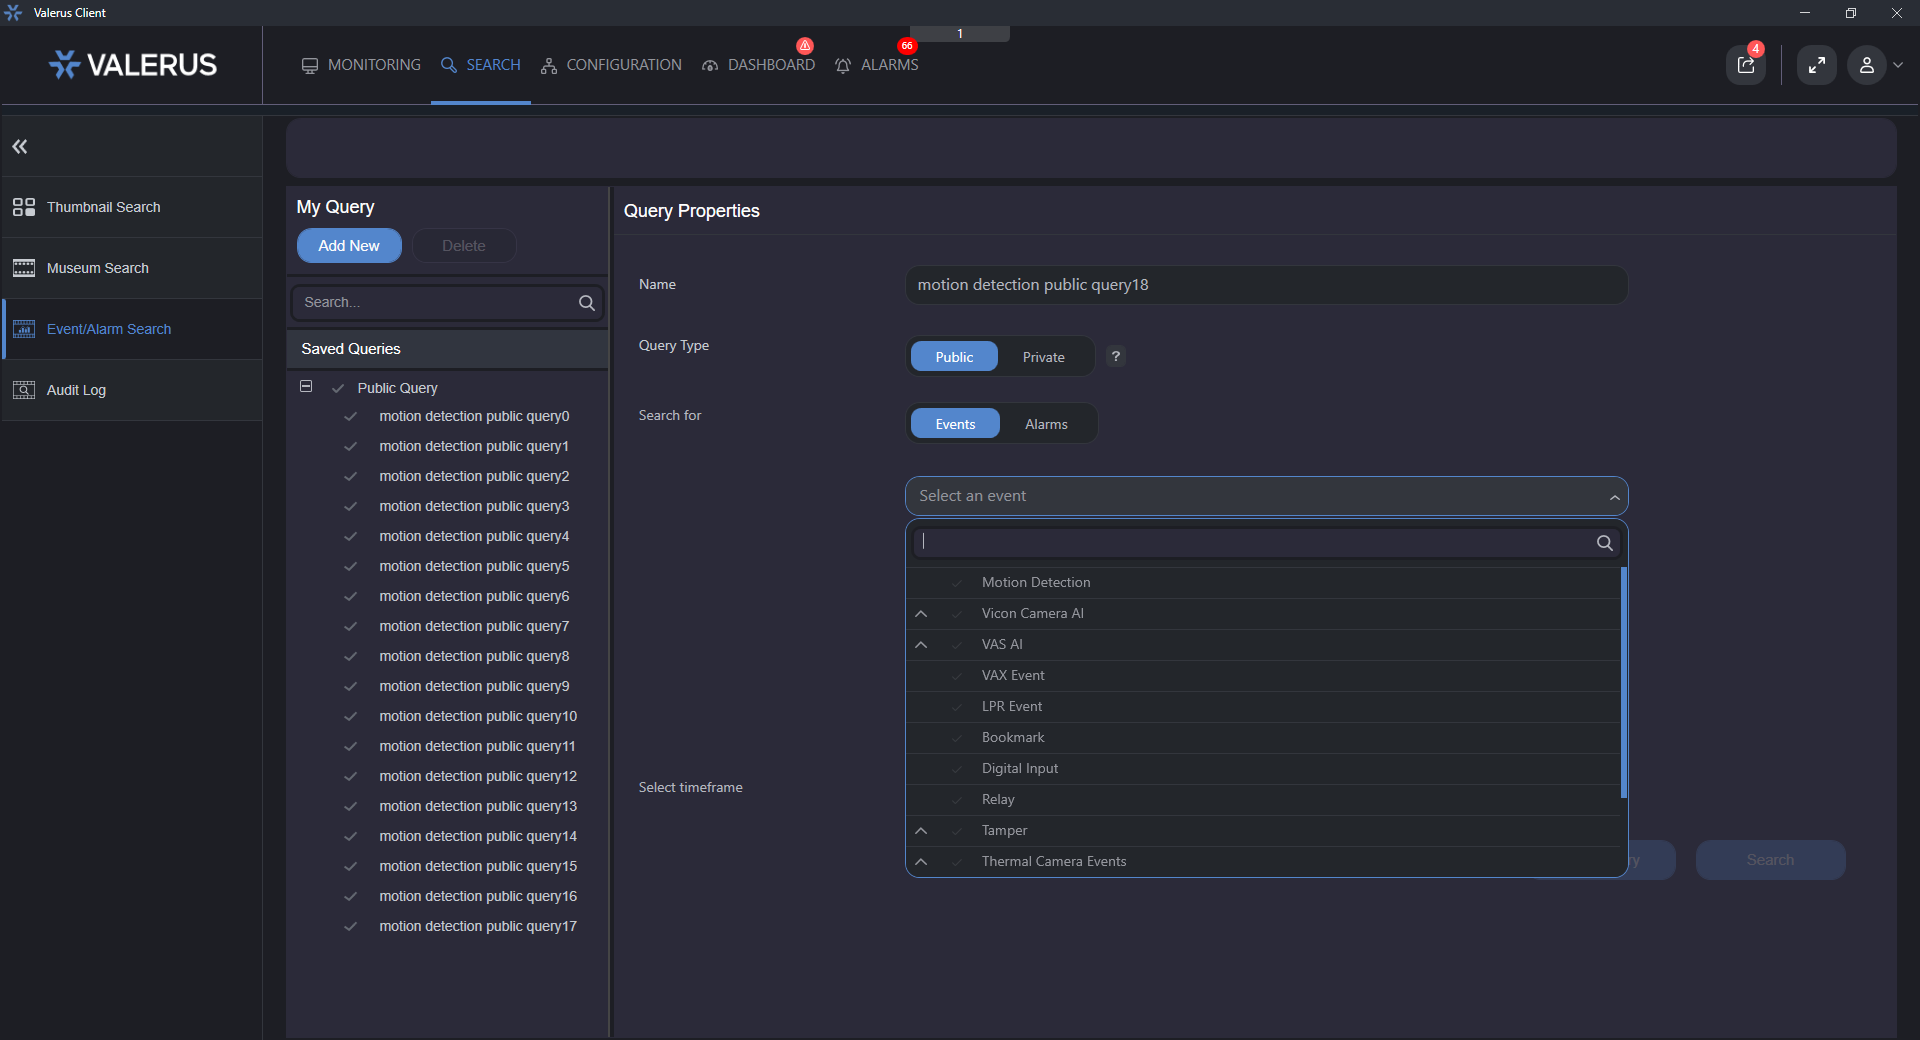 Valerus Client
1
VALERUS
MONITORING
SEARCH
CONFIGURATION
DASHBOARD
66
ALARMS
4
Thumbnail Search
Museum Search
Event/Alarm Search
Audit Log
My Query
Add New
Delete
Search...
Saved Queries
Public Query
motion detection public query0
motion detection public query1
motion detection public query2
motion detection public query3
motion detection public query4
motion detection public query5
motion detection public query6
motion detection public query7
motion detection public query8
motion detection public query9
motion detection public query10
motion detection public query11
motion detection public query12
motion detection public query13
motion detection public query14
motion detection public query15
motion detection public query16
motion detection public query17
Query Properties
Name
motion detection public query18
Query Type
Public
Private
?
Search for
Events
Alarms
Select an event
Motion Detection
Vicon Camera AI
VAS AI
VAX Event
LPR Event
Bookmark
Digital Input
Relay
Tamper
Thermal Camera Events
Select timeframe
Search